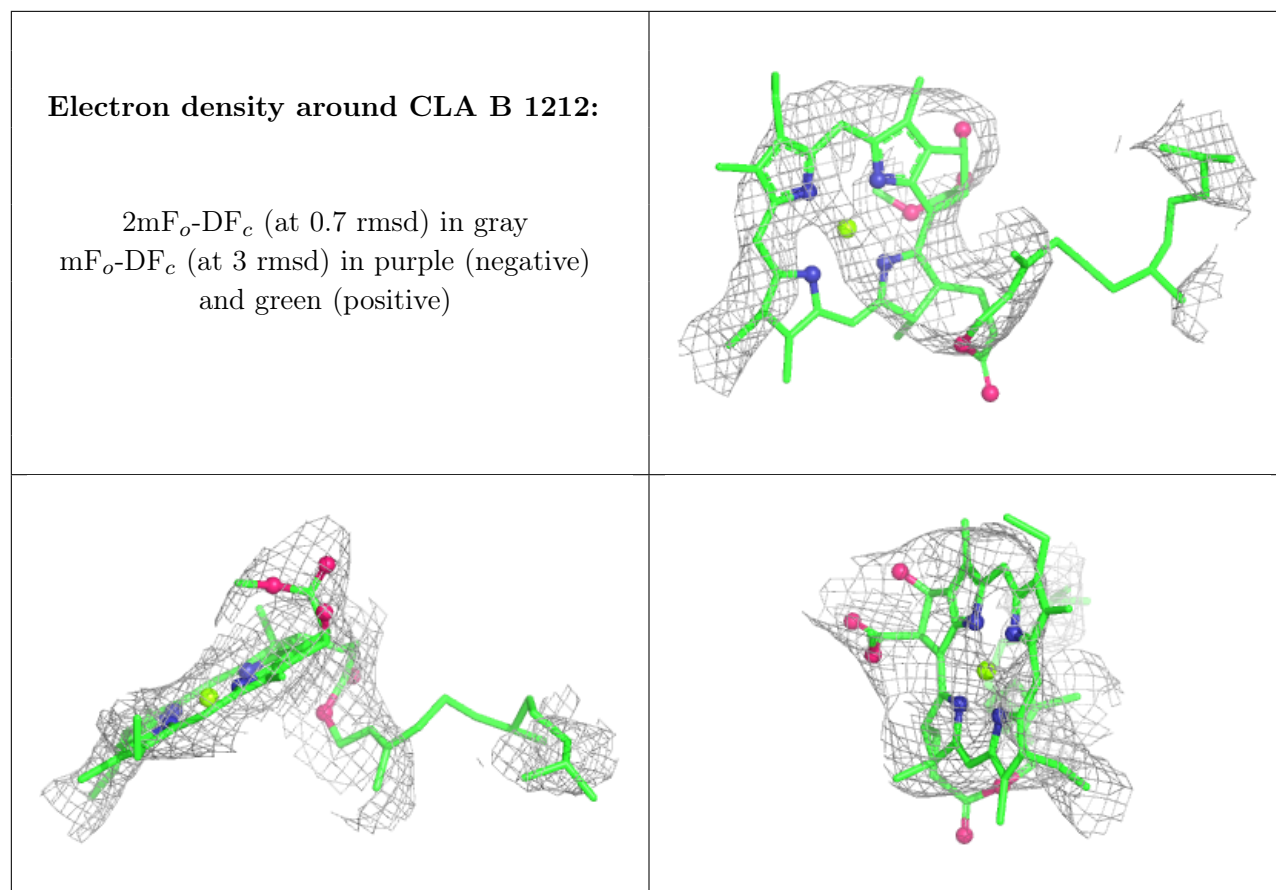 Electron density around CLA B 1212:
2mFo-DFc (at 0.7 rmsd) in gray
mFo-DFc (at 3 rmsd) in purple (negative)
and green (positive)